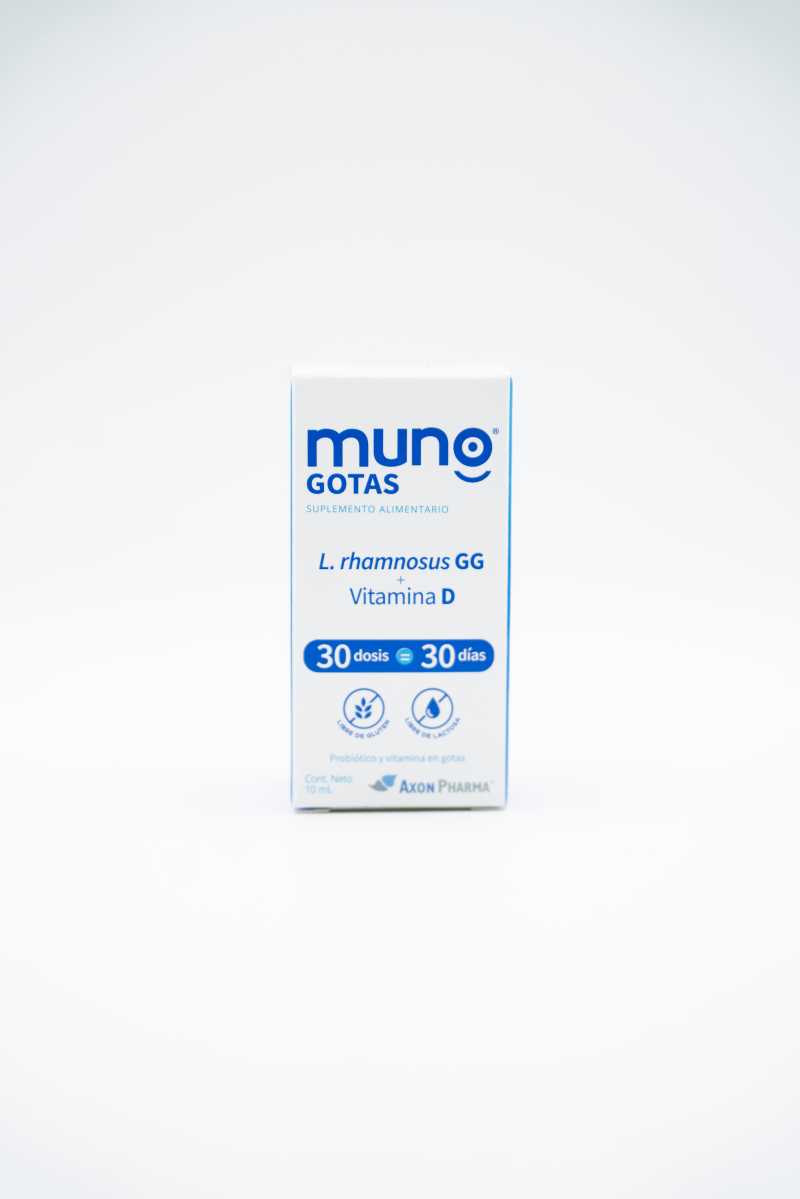 muno®
GOTAS
SUPLEMENTO ALIMENTARIO
L. rhamnosus GG
+
Vitamina D
30 dosis = 30 días
LIBRE DE GLUTEN
LIBRE DE LACTOSA
Probiótico y vitamina en gotas
Cont. Neto
10 mL
AXON PHARMA